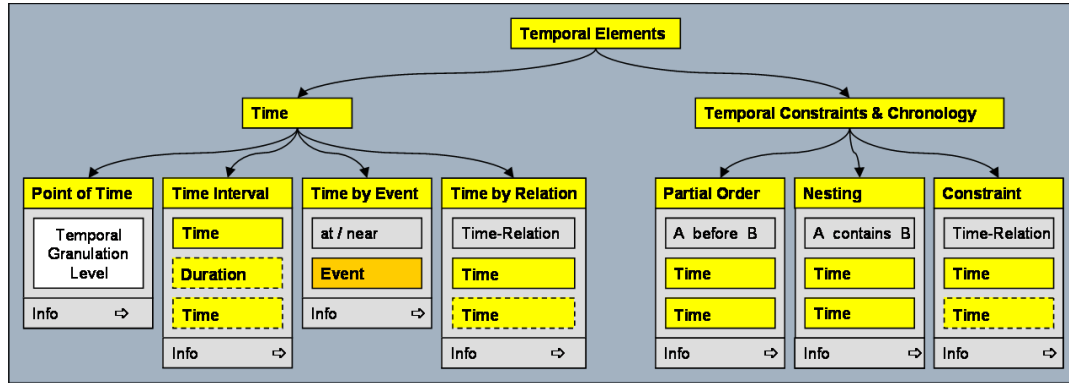 Temporal Elements
Time
Temporal Constraints & Chronology
Point of Time
Temporal
Granulation
Level
Info
Time Interval
Time
Duration
Time
Info
Time by Event
at / near
Event
Info
Time by Relation
Time-Relation
Time
Time
Info
Partial Order
A before B
Time
Time
Info
Nesting
A contains B
Time
Time
Info
Constraint
Time-Relation
Time
Time
Info